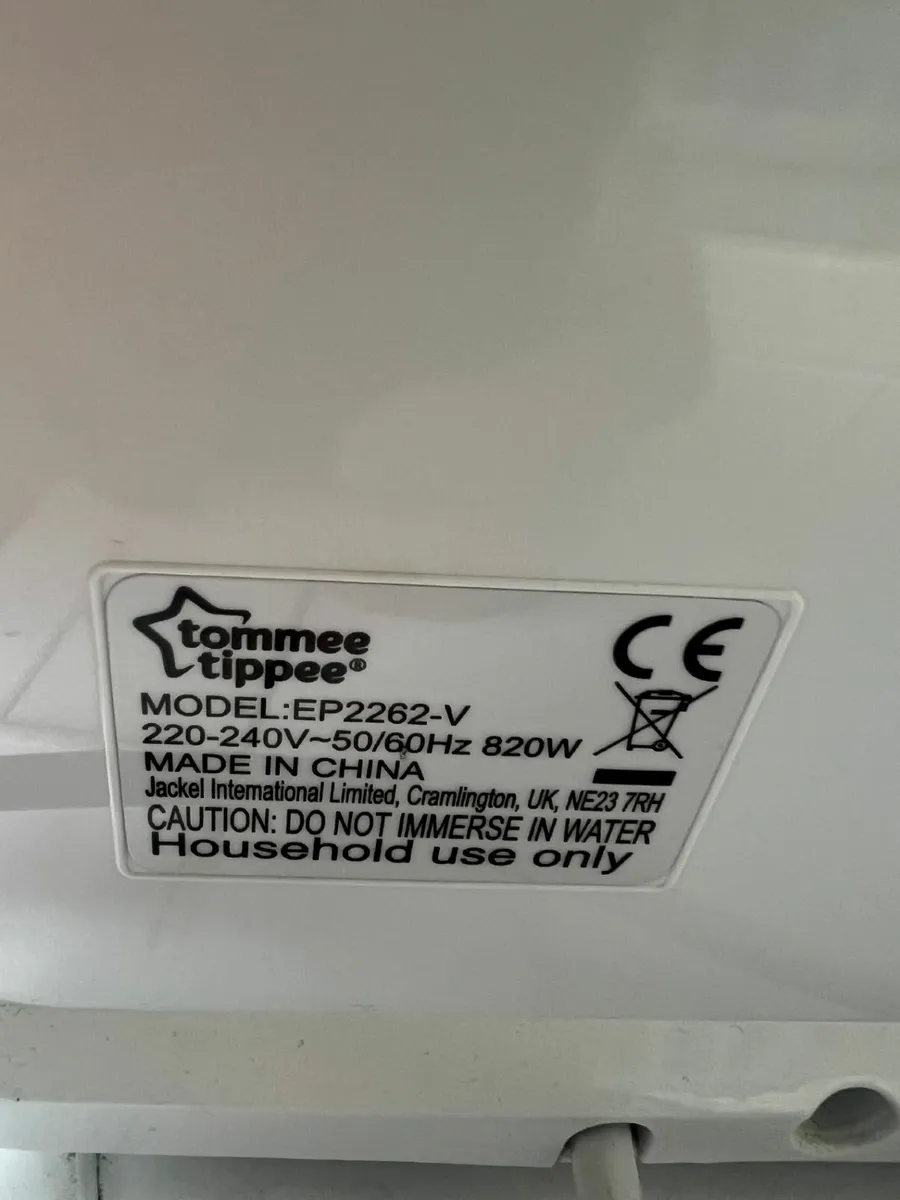 tommee
tippee®
CE
MODEL:EP2262-V
220-240V~50/60Hz 820W
MADE IN CHINA
Jackel International Limited, Cramlington, UK, NE23 7RH
CAUTION: DO NOT IMMERSE IN WATER
Household use only